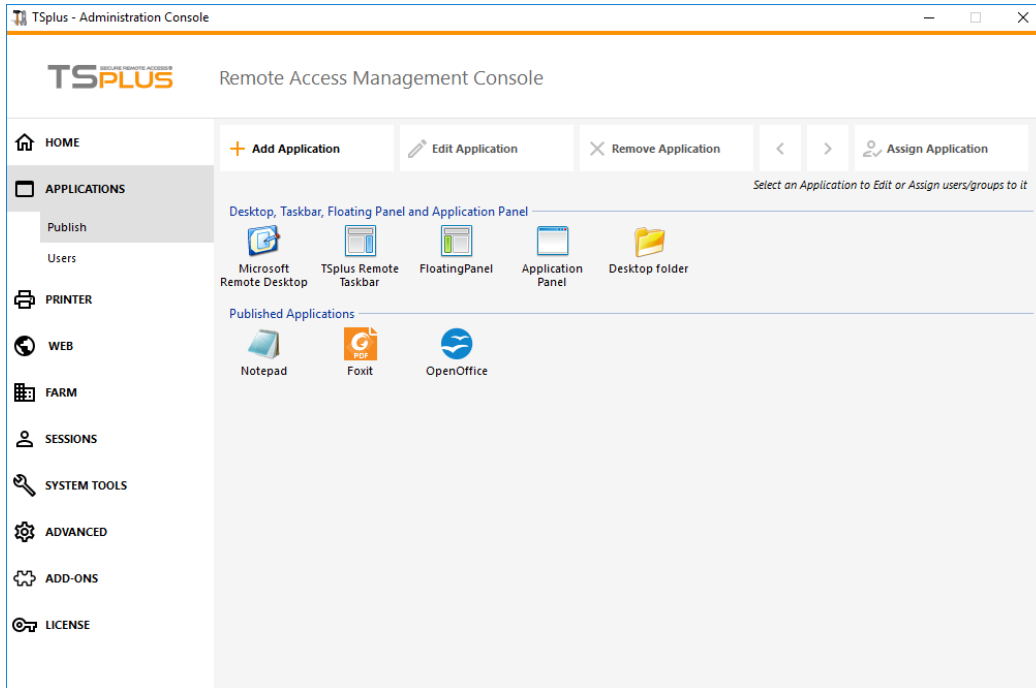 TSplus - Administration Console
SECURE REMOTE ACCESS®
TSPLUS
Remote Access Management Console
HOME
APPLICATIONS
Publish
Users
PRINTER
WEB
FARM
SESSIONS
SYSTEM TOOLS
ADVANCED
ADD-ONS
LICENSE
Add Application
Edit Application
Remove Application
Assign Application
Select an Application to Edit or Assign users/groups to it
Desktop, Taskbar, Floating Panel and Application Panel
Microsoft
Remote Desktop
TSplus Remote
Taskbar
FloatingPanel
Application
Panel
Desktop folder
Published Applications
Notepad
PDF
Foxit
OpenOffice